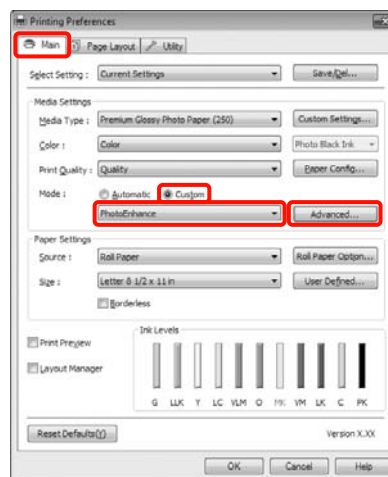 Printing Preferences
Main Page Layout Utility
Select Setting : Current Settings Save/Del...
Media Settings
Media Type : Premium Glossy Photo Paper (250) Custom Settings...
Color : Color Photo Black Ink
Print Quality : Quality Paper Config...
Mode : Automatic Custom
PhotoEnhance Advanced...
Paper Settings
Source : Roll Paper Roll Paper Option...
Size : Letter 8 1/2 x 11 in User Defined...
Borderless
Ink Levels
Print Preview
Layout Manager
G LLK Y LC VLM O MK VM LK C PK
Reset Defaults(Y) Version X.XX
OK Cancel Help